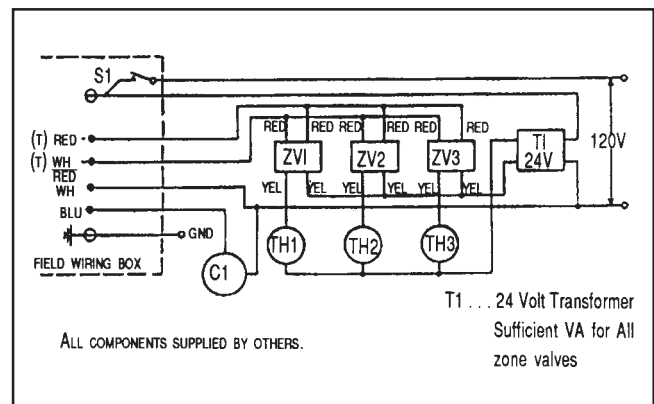 S1
(T) RED
(T) WH
RED
WH
BLU
GND
FIELD WIRING BOX
C1
RED RED RED RED RED RED
ZV1 ZV2 ZV3
YEL YEL YEL YEL YEL YEL
TH1 TH2 TH3
T1
24V
120V
T1 . . . 24 Volt Transformer
Sufficient VA for All
zone valves
ALL COMPONENTS SUPPLIED BY OTHERS.